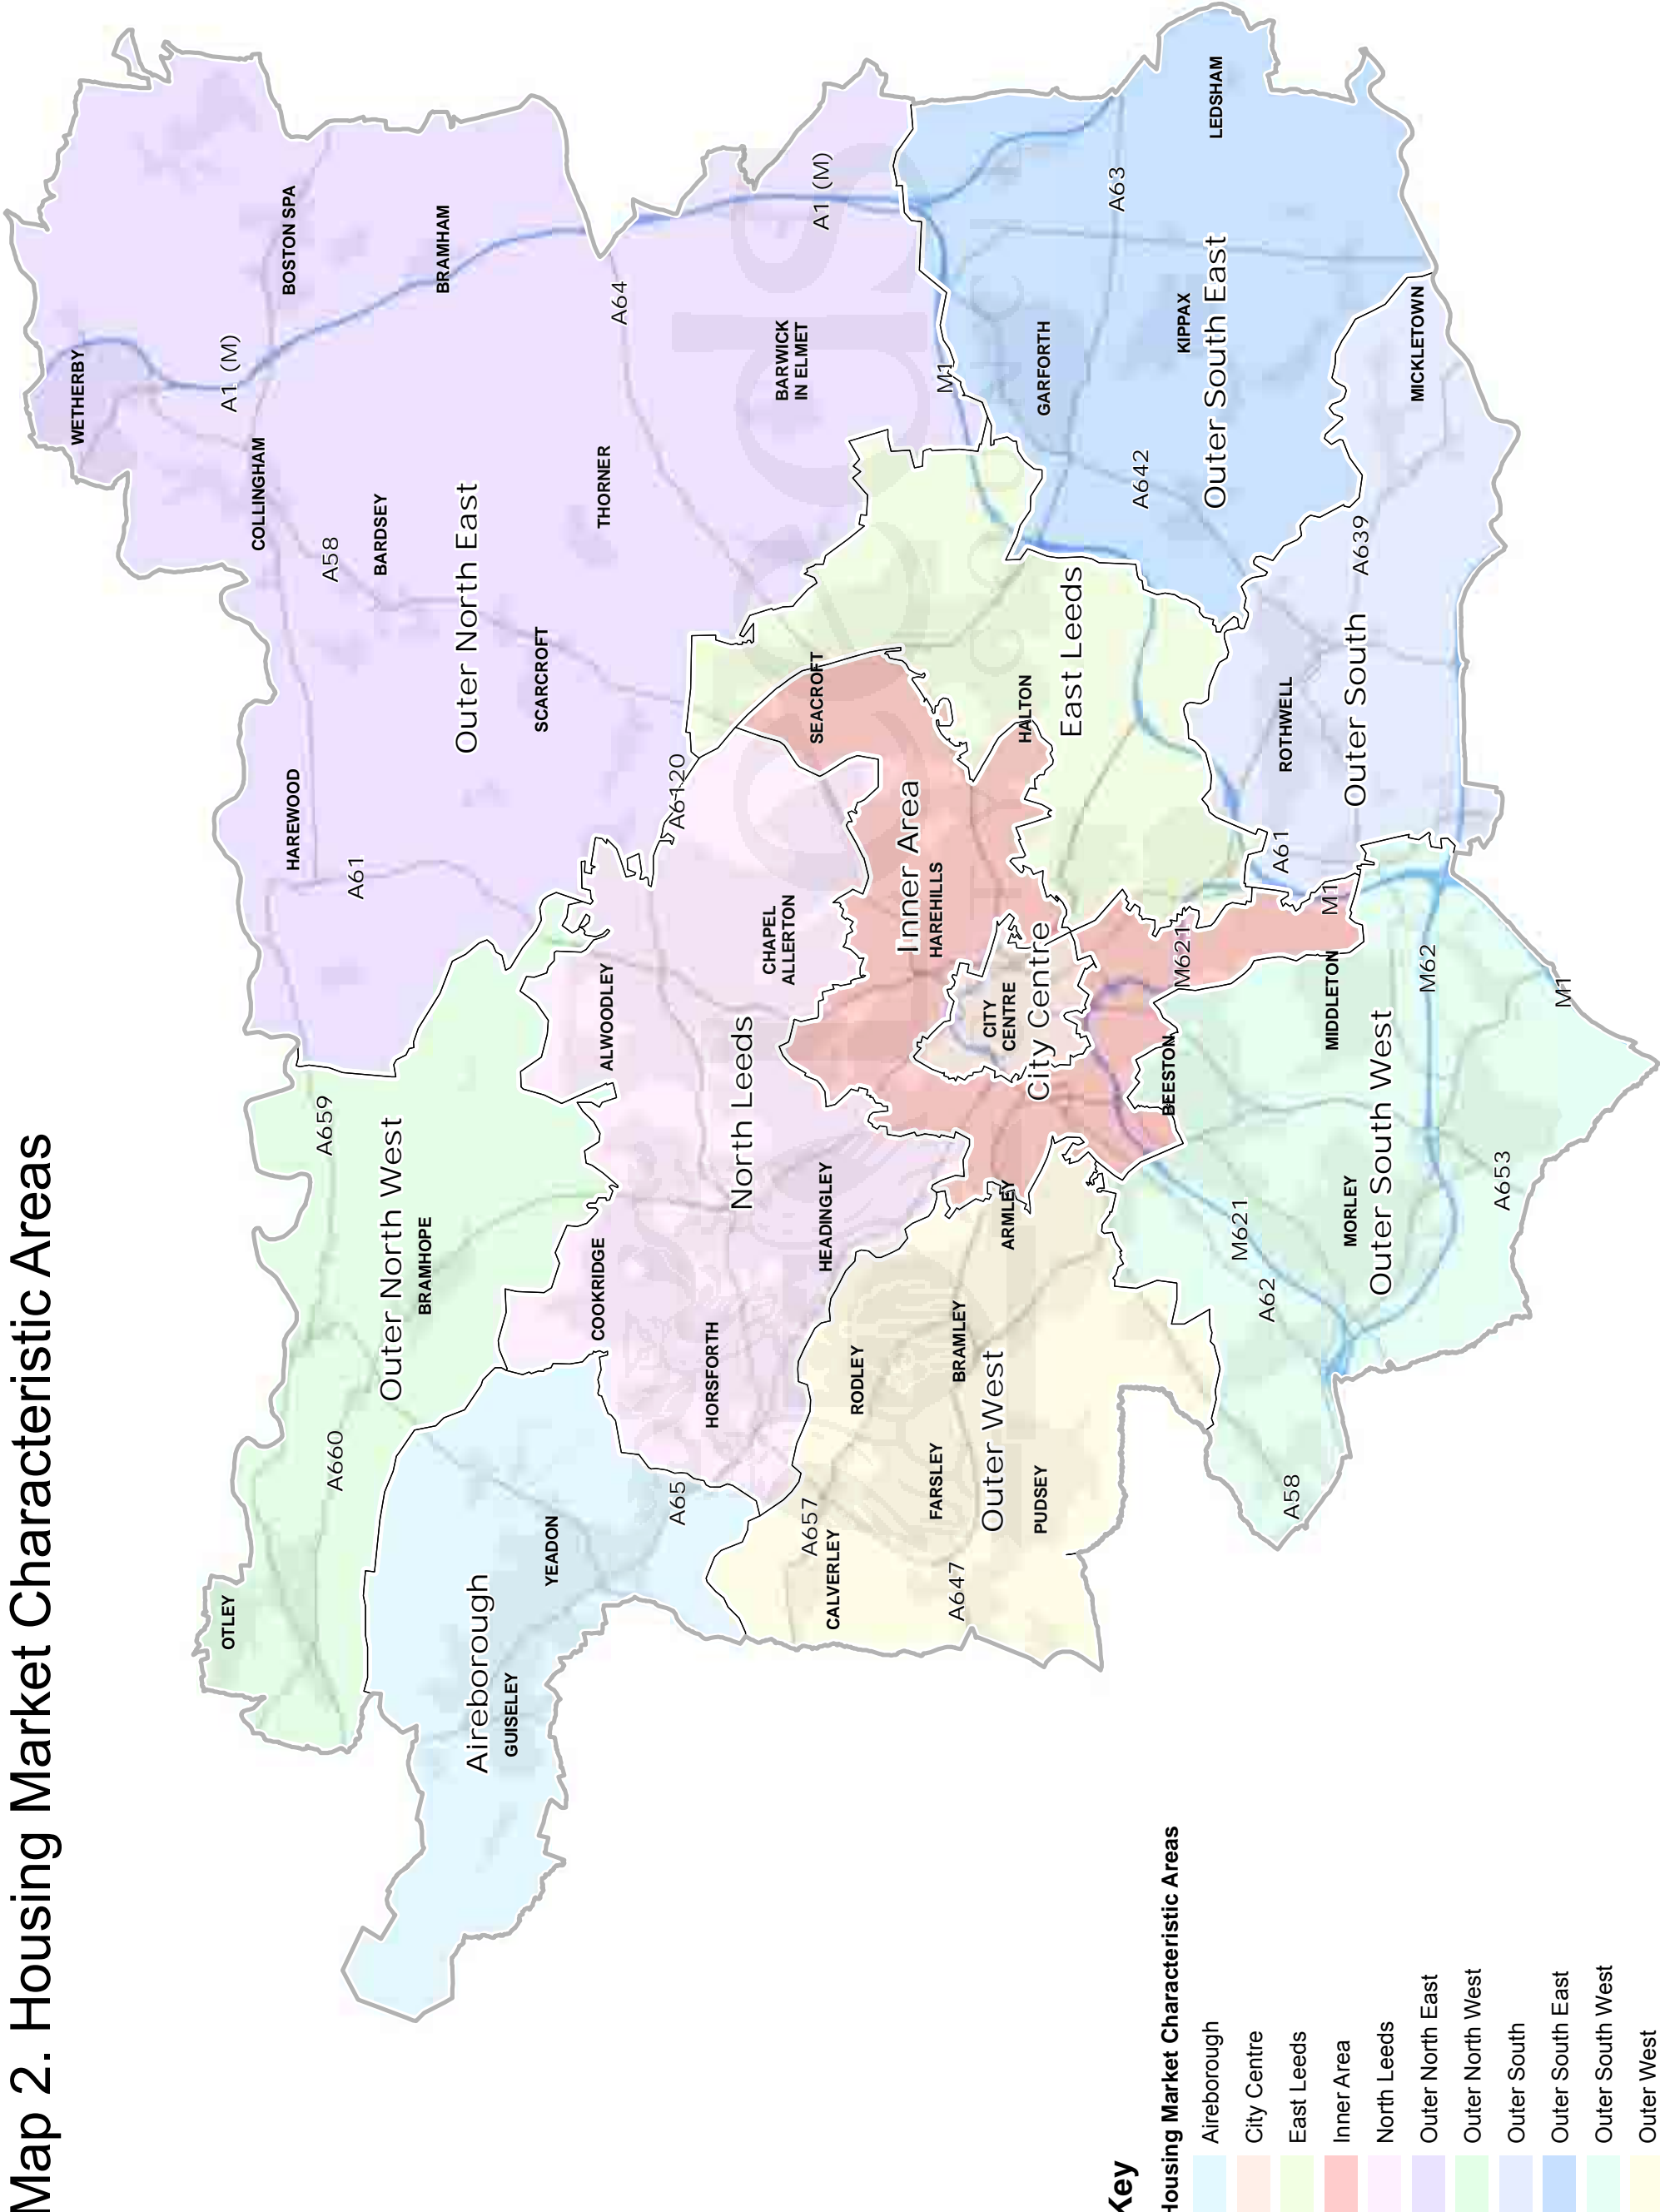 Map 2. Housing Market Characteristic Areas
WETHERBY
A1 (M)
COLLINGHAM
BOSTON SPA
A58
BARDSEY
BRAMHAM
Outer North East
HAREWOOD
A61
SCARCROFT
THORNER
A64
BARWICK
IN ELMET
A1 (M)
OTLEY
A659
A660
Outer North West
BRAMHOPE
Aireborough
GUISELEY
YEADON
A65
COOKRIDGE
ALWOODLEY
A6120
HORSFORTH
North Leeds
CHAPEL
ALLERTON
HEADINGLEY
SEACROFT
Inner Area
HAREHILLS
M1
A657
CALVERLEY
RODLEY
FARSLEY
BRAMLEY
A647
Outer West
PUDSEY
ARMLEY
CITY
CENTRE
City Centre
HALTON
East Leeds
GARFORTH
A63
A642
KIPPAX
Outer South East
LEDSHAM
BEESTON
M621
M621
A62
A58
A61
ROTHWELL
M1
MIDDLETON
MORLEY
Outer South West
Outer South
A639
MICKLETOWN
M62
A653
M1
Key
Housing Market Characteristic Areas
Aireborough
City Centre
East Leeds
Inner Area
North Leeds
Outer North East
Outer North West
Outer South
Outer South East
Outer South West
Outer West